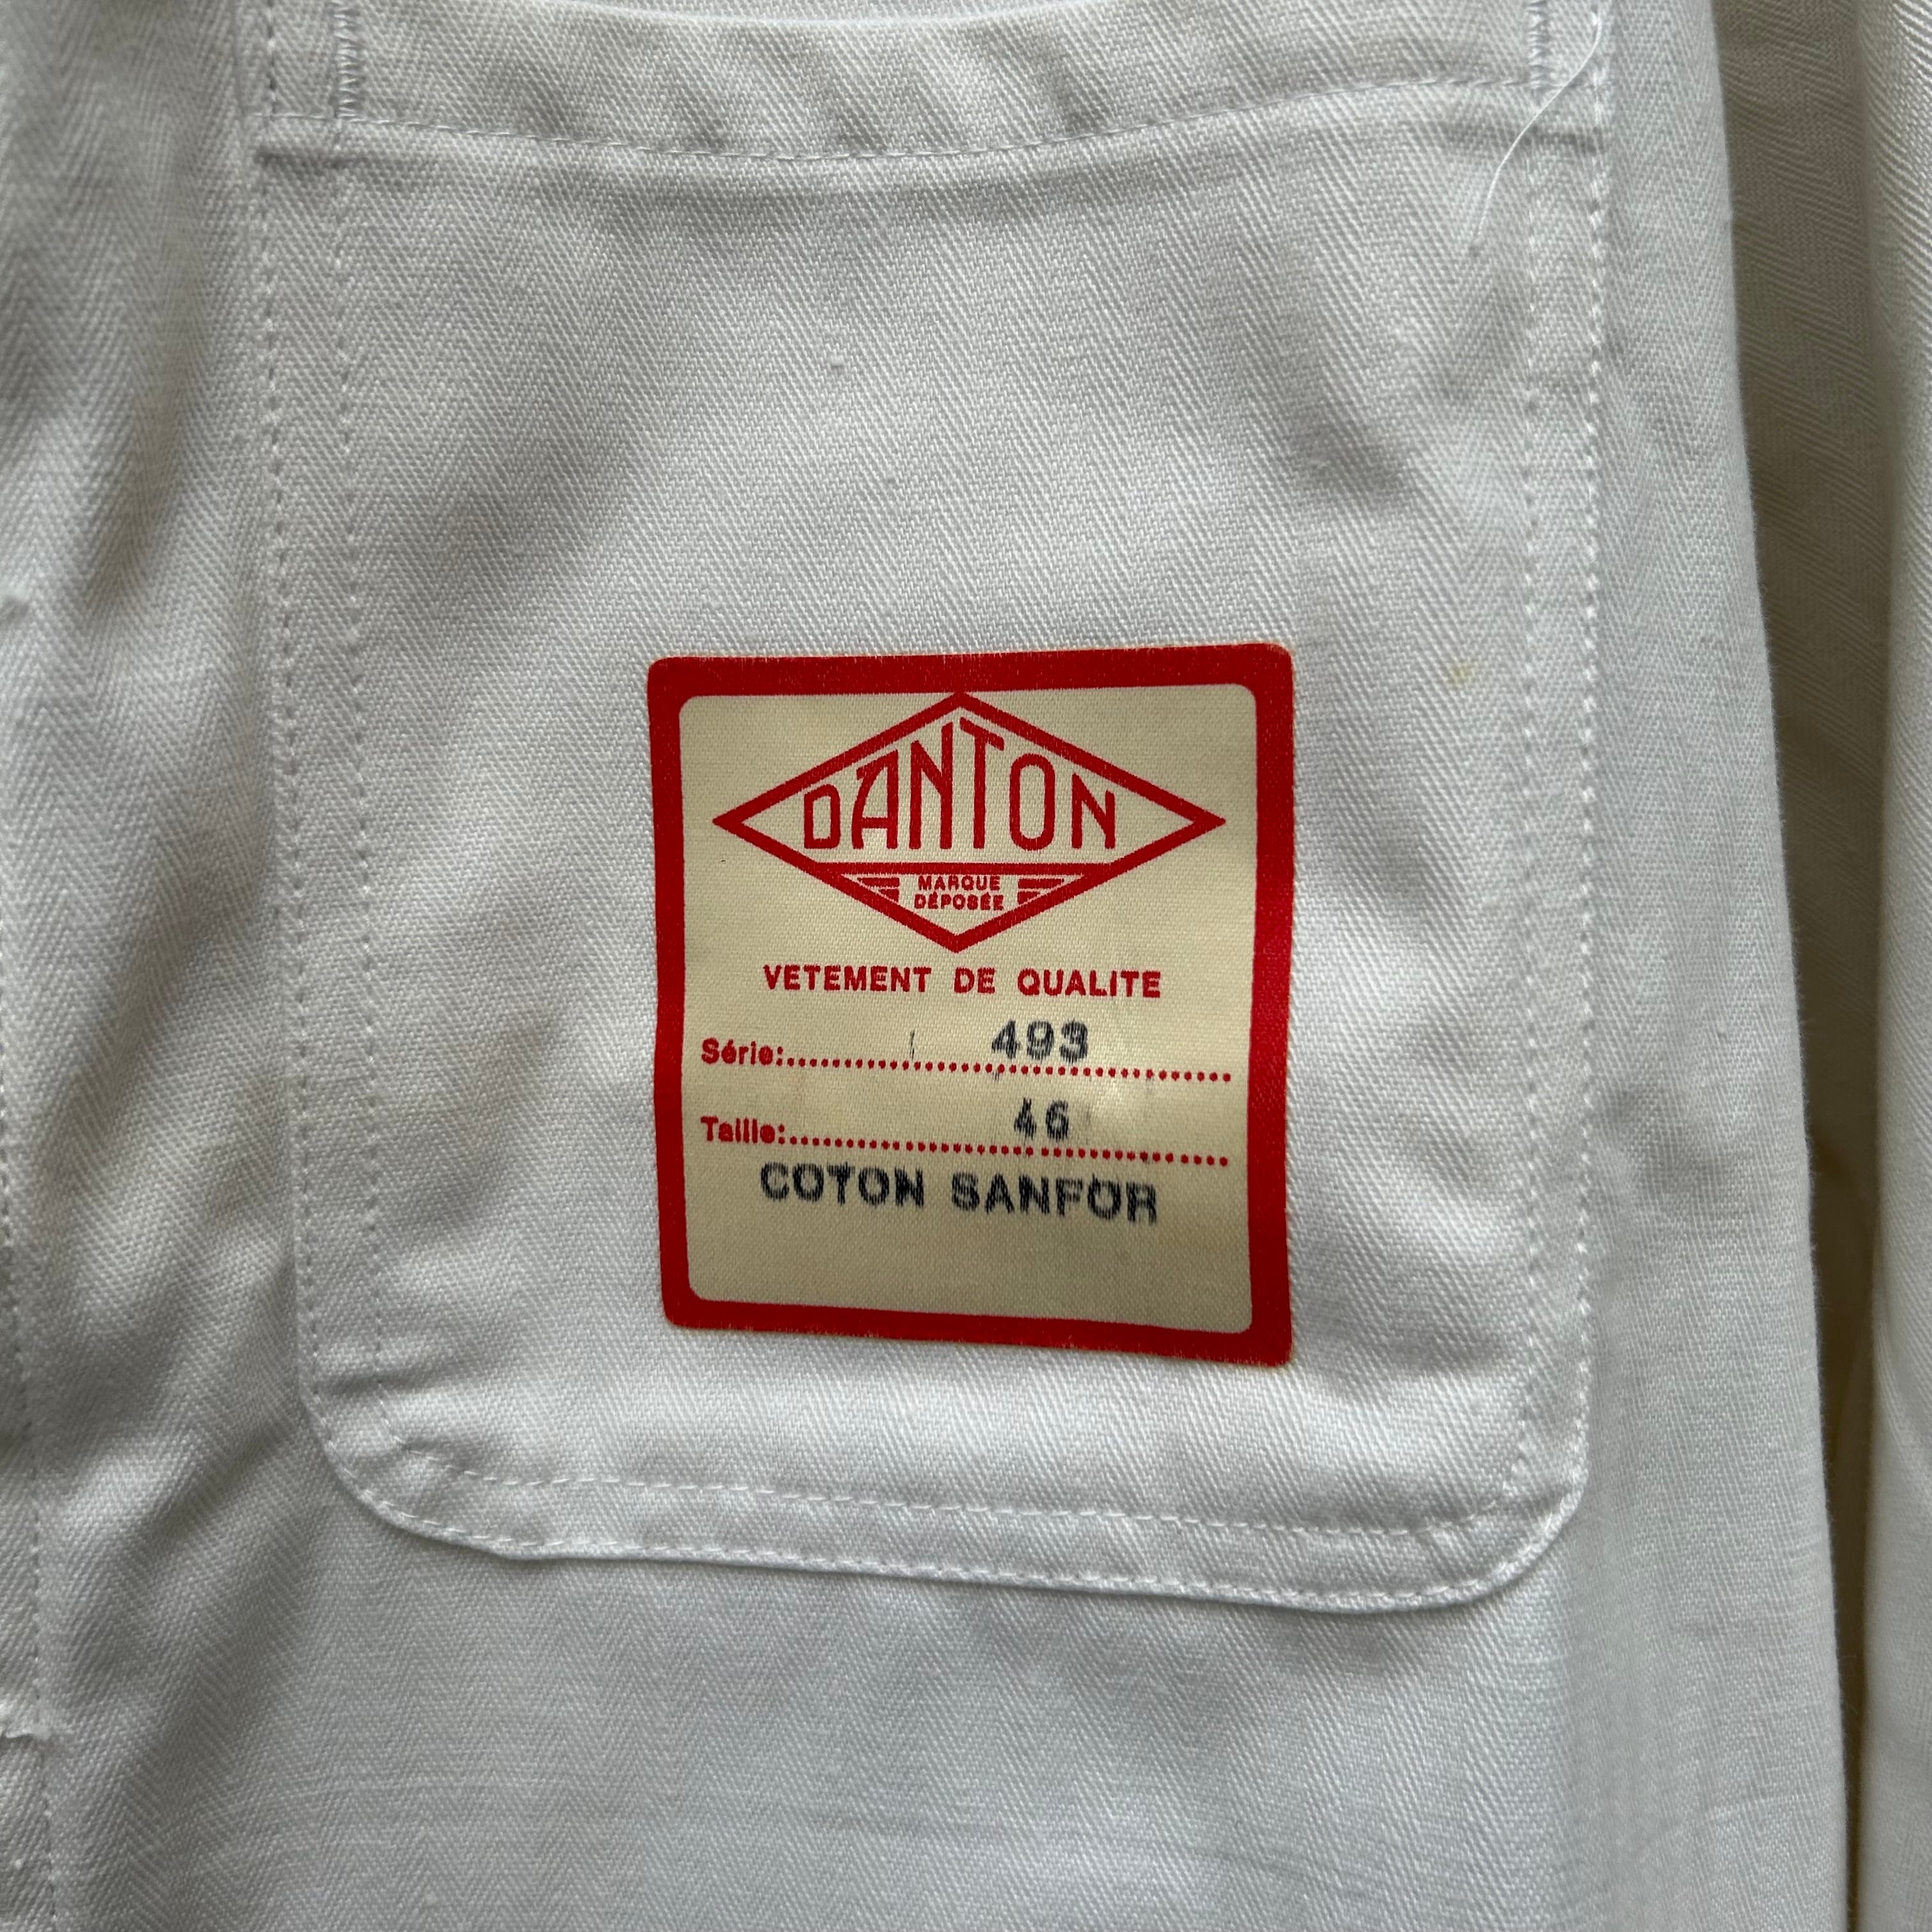 DANTON
MARQUE
DÉPOSÉE
VETEMENT DE QUALITE
Série:.......... 493
Taille:.......... 46
COTON SANFOR